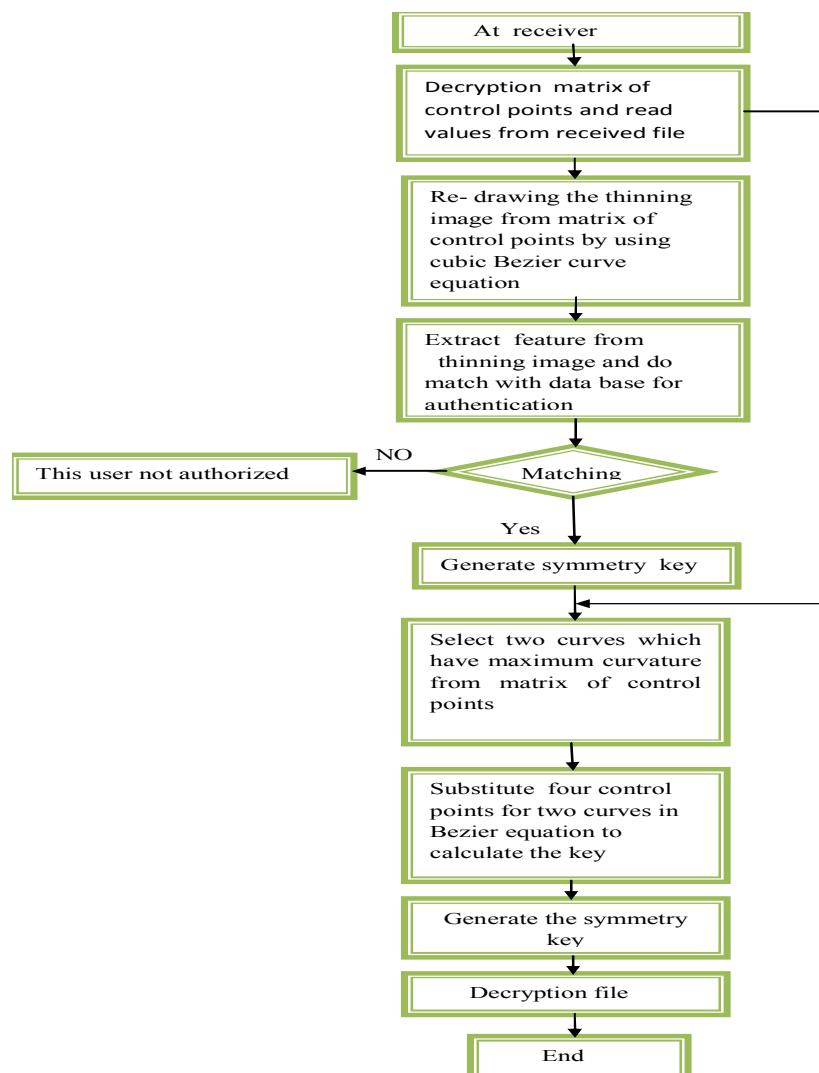 At receiver
Decryption matrix of
control points and read
values from received file
Re- drawing the thinning
image from matrix of
control points by using
cubic Bezier curve
equation
Extract feature from
thinning image and do
match with data base for
authentication
NO
This user not authorized
Matching
Yes
Generate symmetry key
Select two curves which
have maximum curvature
from matrix of control
points
Substitute four control
points for two curves in
Bezier equation to
calculate the key
Generate the symmetry
key
Decryption file
End